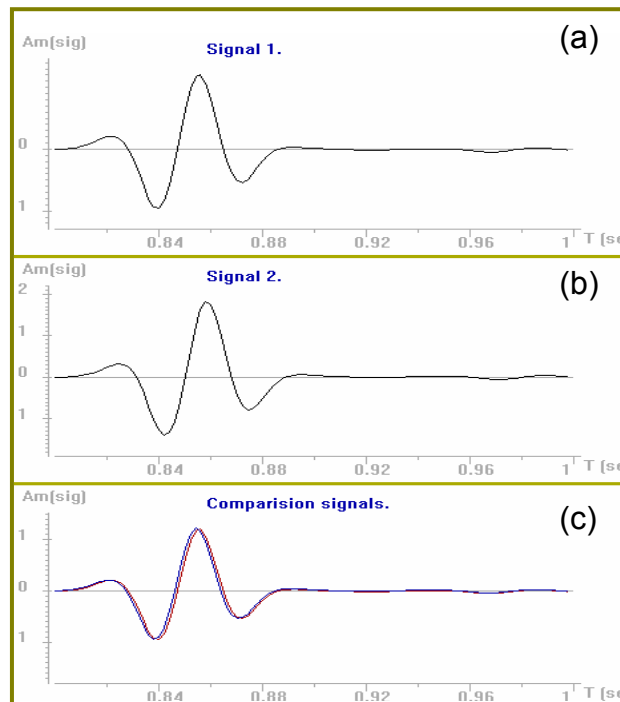 (a)
Am(sig)
Signal 1.
0
1
0.84 0.88 0.92 0.96 1 T (se
(b)
Am(sig)
Signal 2.
2
1
0
1
0.84 0.88 0.92 0.96 1 T (se
(c)
Am(sig)
Comparision signals.
1
0
1
0.84 0.88 0.92 0.96 1 T (se